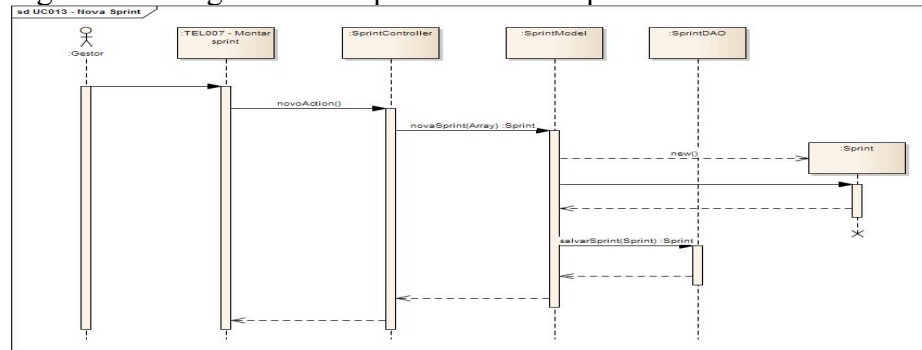 sd UC013 - Nova Sprint
:Gestor
:TEL007 - Montar
sprint
:SprintController
:SprintModel
:SprintDAO
novoAction()
novaSprint(Array) :Sprint
new()
:Sprint
salvarSprint(Sprint) :Sprint